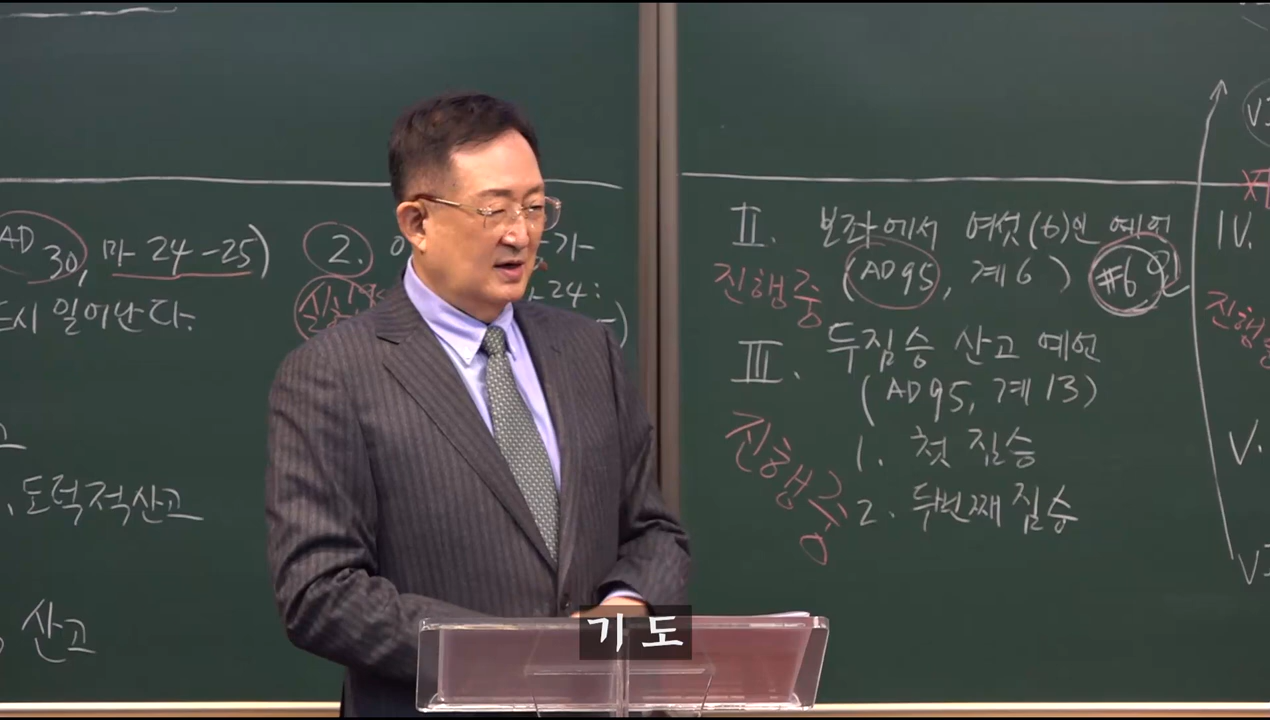 AD 30, 마 24-25)
시 일어난다.
도덕적산고
산고
2.
24:
II. 보좌에서 여섯(6)인 예언
진행중 (AD95, 계6) #6
III. 두짐승 산고 예언
(AD95, 계13)
진행중
1. 첫 짐승
2. 두번째 짐승
IV.
진행
V.
기도